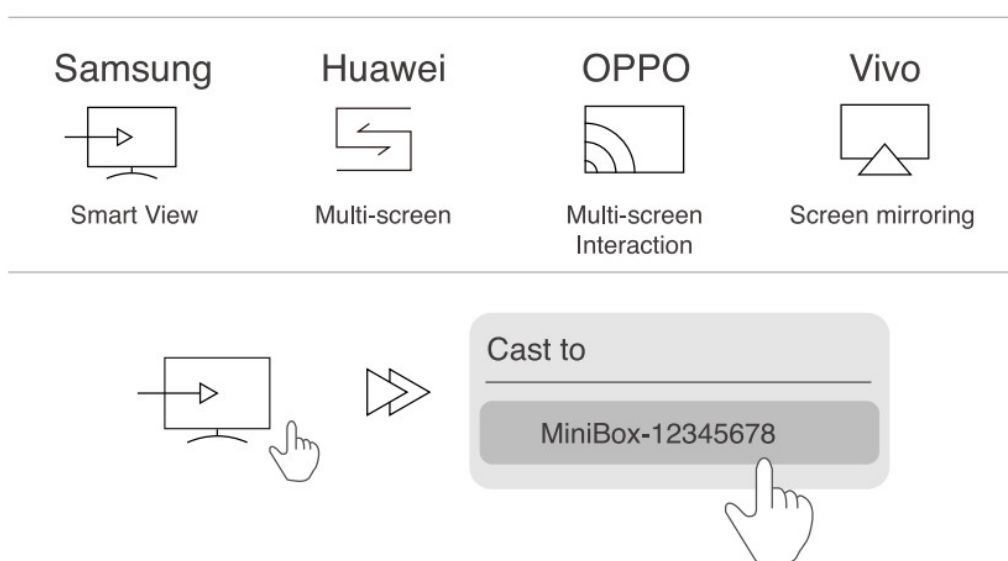 Samsung
Huawei
OPPO
Vivo
Smart View
Multi-screen
Multi-screen
Interaction
Screen mirroring
Cast to
MiniBox-12345678